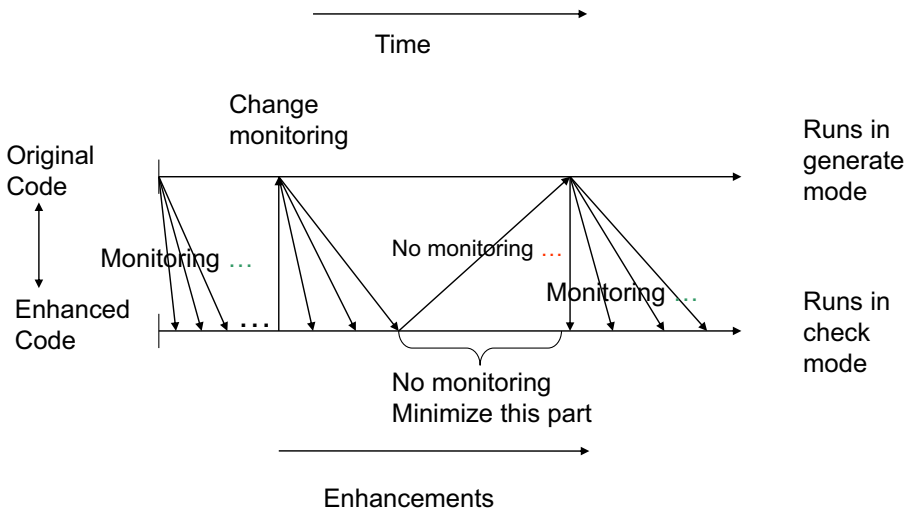 Time
Change
monitoring
Original
Code
Runs in
generate
mode
Monitoring ...
No monitoring ...
Monitoring ...
Enhanced
Code
...
Runs in
check
mode
No monitoring
Minimize this part
Enhancements